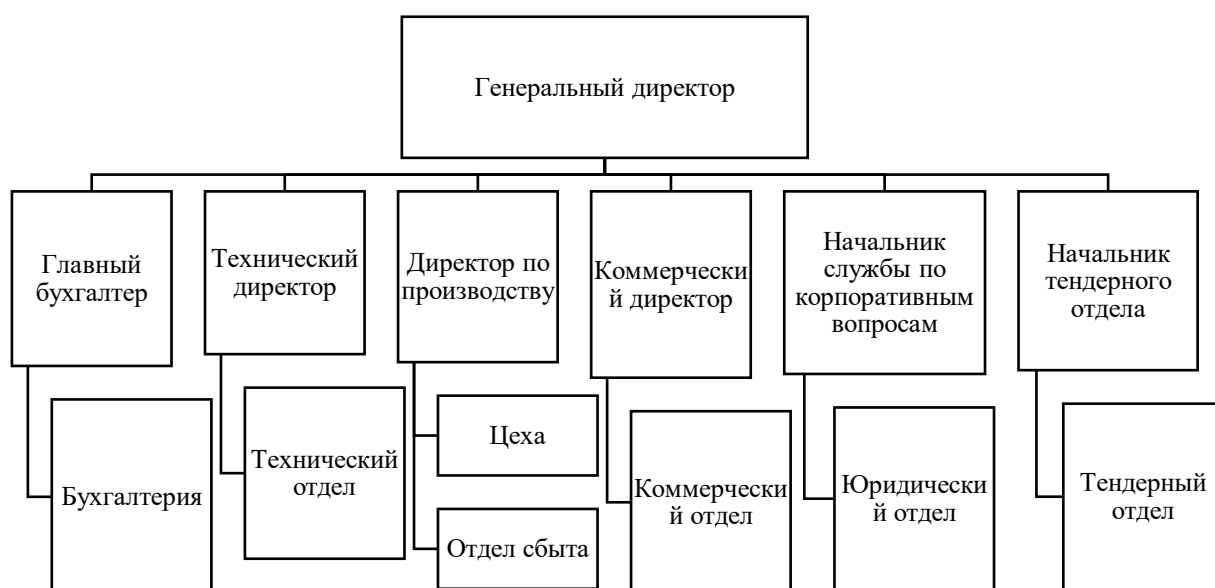 Генеральный директор
Главный
бухгалтер
Технический
директор
Директор по
производству
Коммерчески
й директор
Начальник
службы по
корпоративным
вопросам
Начальник
тендерного
отдела
Бухгалтерия
Технический
отдел
Цеха
Отдел сбыта
Коммерчески
й отдел
Юридически
й отдел
Тендерный
отдел